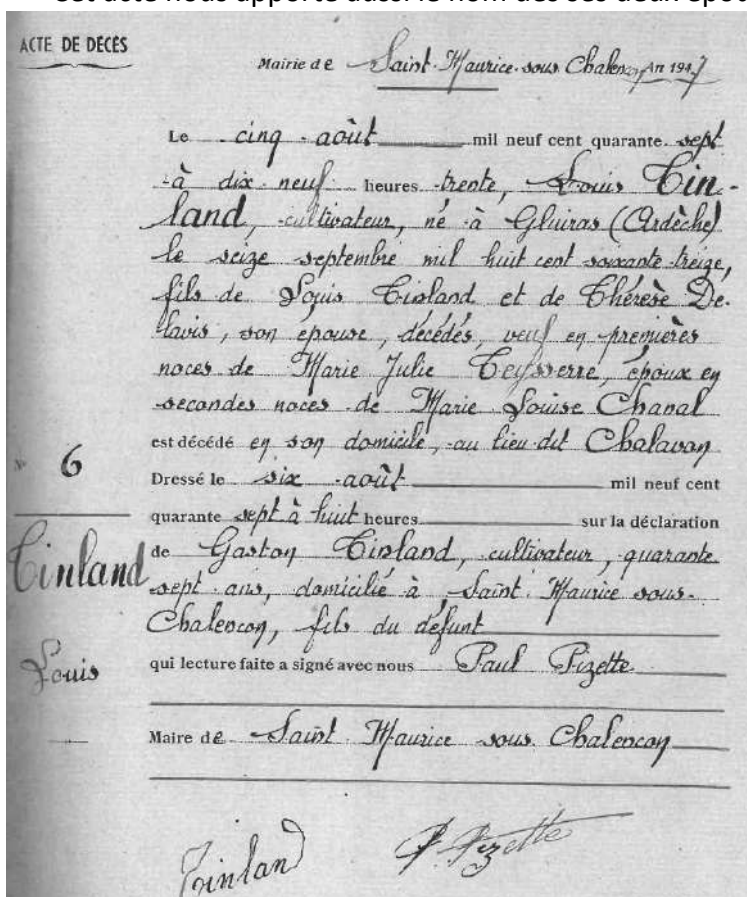 Cet acte nous apporte aussi le nom des ses deux
ACTE DE DÉCÈS
Mairie de Saint-Maurice-sous-Chalencon An 1947
Le cinq août mil neuf cent quarante sept
à dix-neuf heures trente, Louis Tin-
land, cultivateur, né à Gluiras (Ardèche)
le seize septembre mil huit cent soixante-treize,
fils de Louis Tinland et de Thérèse De-
lavis, son épouse, décédés, veuf en premières
noces de Marie Julie Teysserre, époux en
secondes noces de Marie Louise Chanal
est décédé en son domicile, au lieu dit Chalavon
N° 6
Dressé le six août mil neuf cent
quarante sept à huit heures sur la déclaration
de Gaston Tinland, cultivateur, quarante
sept ans, domicilié à Saint Maurice sous-
Chalencon, fils du défunt
Tinland
Louis
qui lecture faite a signé avec nous Paul Pizette
Maire de Saint Maurice sous Chalencon
Tinland P. Pizette